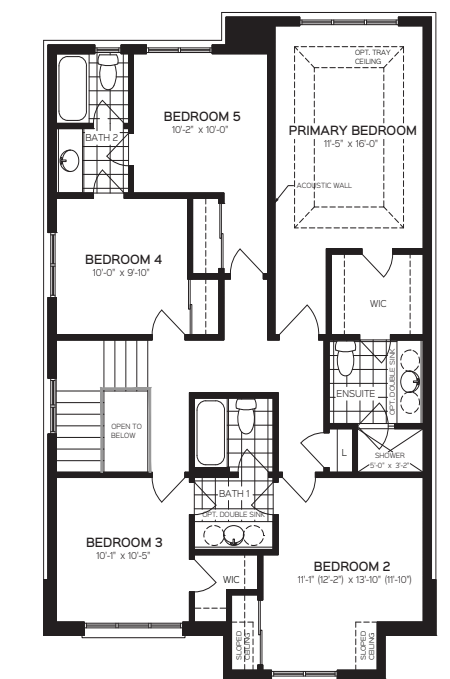 OPT. TRAY
CEILING
BEDROOM 5
10'-2" x 10'-0"
PRIMARY BEDROOM
11'-5" x 16'-0"
BATH 2
ACOUSTIC WALL
BEDROOM 4
10'-0" x 9'-10"
WIC
ENSUITE
OPT. DOUBLE SINK
OPEN TO
BELOW
L
SHOWER
5'-0" x 3'-2"
BATH 1
OPT. DOUBLE SINK
BEDROOM 3
10'-1" x 10'-5"
WIC
BEDROOM 2
11'-1" (12'-2") x 13'-10" (11'-10")
SLOPED
CEILING
SLOPED
CEILING